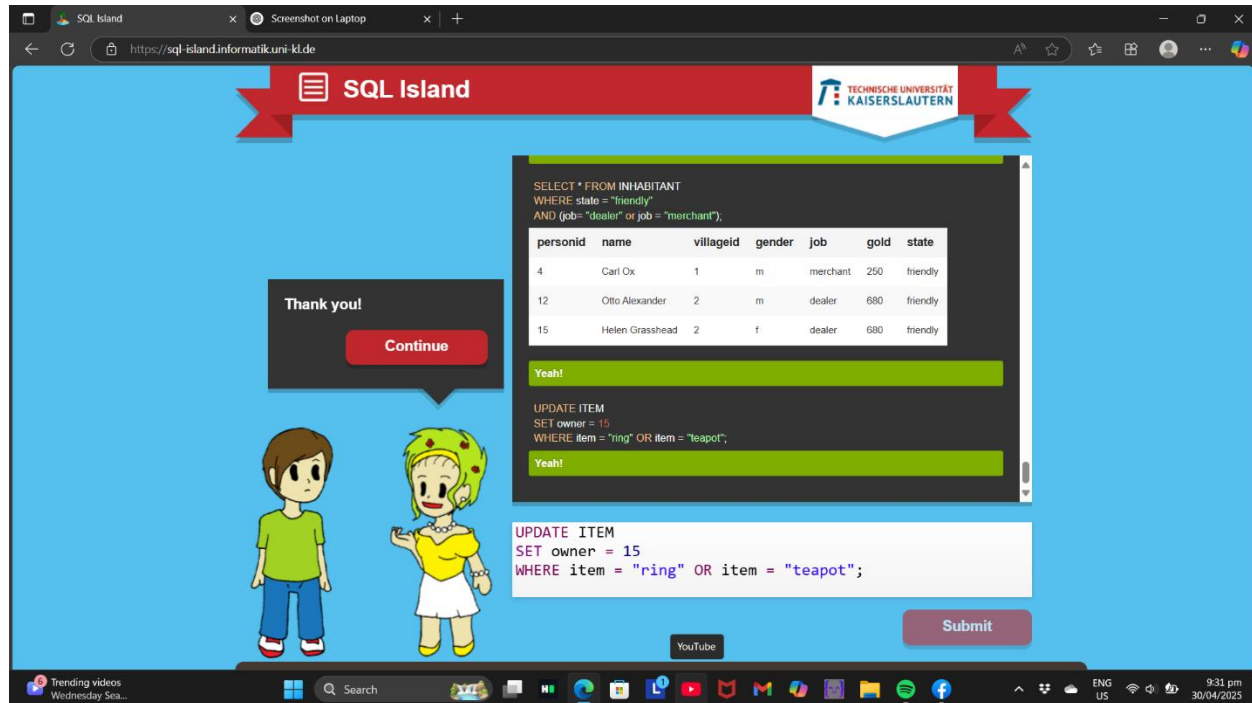 SQL Island
Screenshot on Laptop
https://sql-island.informatik.uni-kl.de
SQL Island
TECHNISCHE UNIVERSITÄT
KAISERSLAUTERN
SELECT * FROM INHABITANT
WHERE state = "friendly"
AND (job= "dealer" or job = "merchant");
personid name villageid gender job gold state
4 Carl Ox 1 m merchant 250 friendly
12 Otto Alexander 2 m dealer 680 friendly
15 Helen Grasshead 2 f dealer 680 friendly
Thank you!
Continue
Yeah!
UPDATE ITEM
SET owner = 15
WHERE item = "ring" OR item = "teapot";
Yeah!
UPDATE ITEM
SET owner = 15
WHERE item = "ring" OR item = "teapot";
Submit
YouTube
6
Trending videos
Wednesday Sea...
Search
1
ENG
US
9:31 pm
30/04/2025